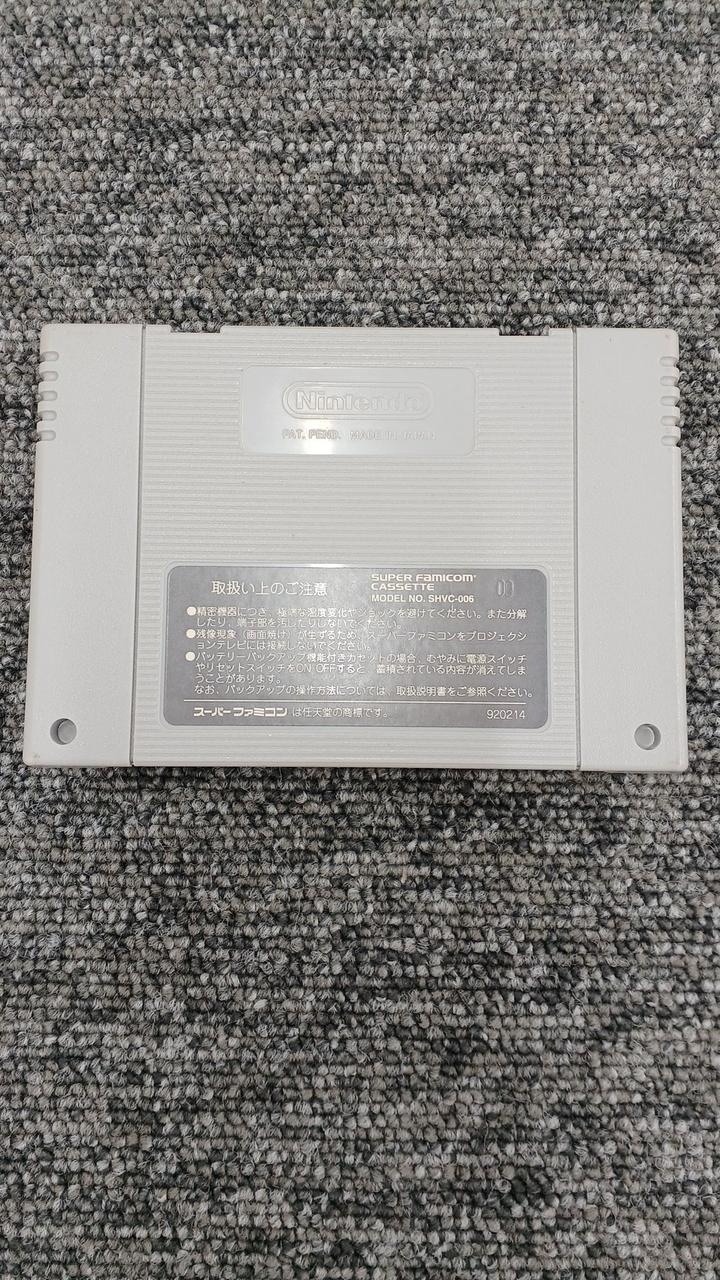 Nintendo
PAT. PEND. MADE IN JAPAN
取扱い上のご注意
SUPER FAMICOM
CASSETTE
MODEL NO. SHVC-006
00
●精密機器につき、極端な温度変化やショックを避けてください。また分解
したり、端子部を汚したりしないでください。
●残像現象（画面焼け）が生ずるため、スーパーファミコンをプロジェクシ
ョンテレビには接続しないでください。
●バッテリーバックアップ機能付きカセットの場合、むやみに電源スイッチ
やリセットスイッチをON OFFすると、蓄積されている内容が消えてしま
うことがあります。
なお、バックアップの操作方法については、取扱説明書をご参照ください。
スーパーファミコン は任天堂の商標です。
920214